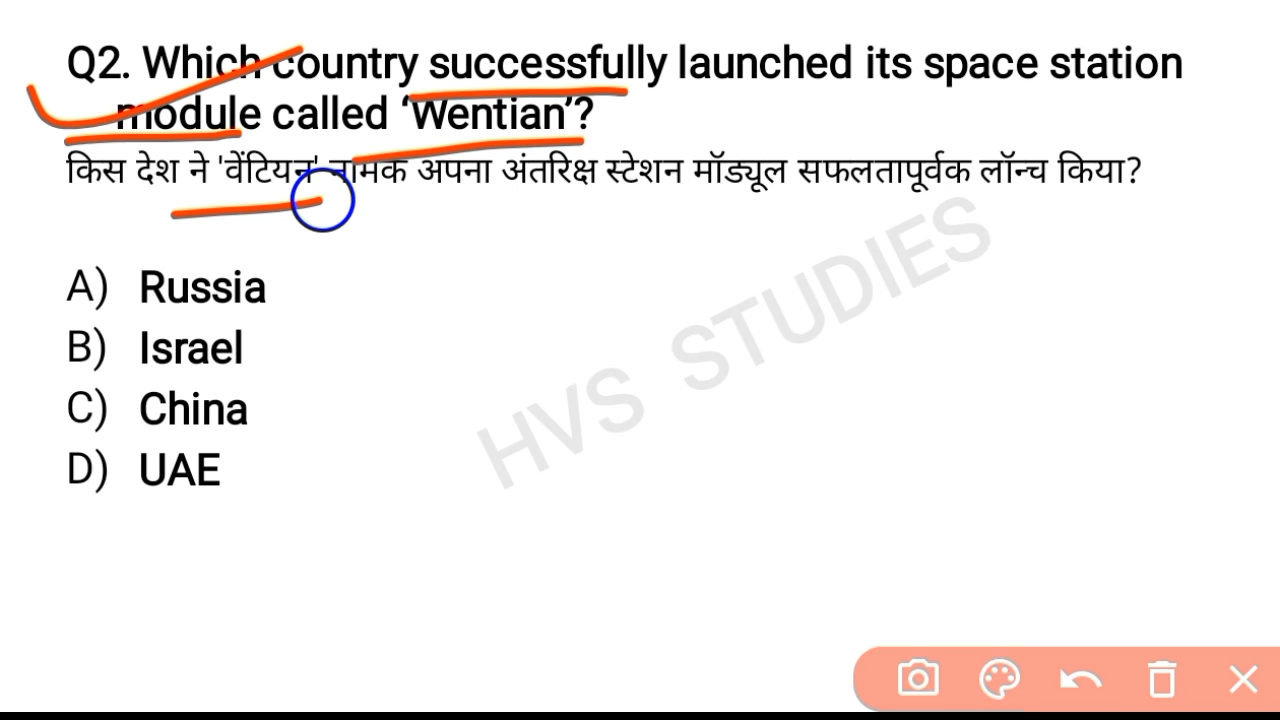 Q2. Which country successfully launched its space station
module called ‘Wentian’?
किस देश ने 'वेंटियन' नामक अपना अंतरिक्ष स्टेशन मॉड्यूल सफलतापूर्वक लॉन्च किया?
A) Russia
B) Israel
C) China
D) UAE
HVS STUDIES